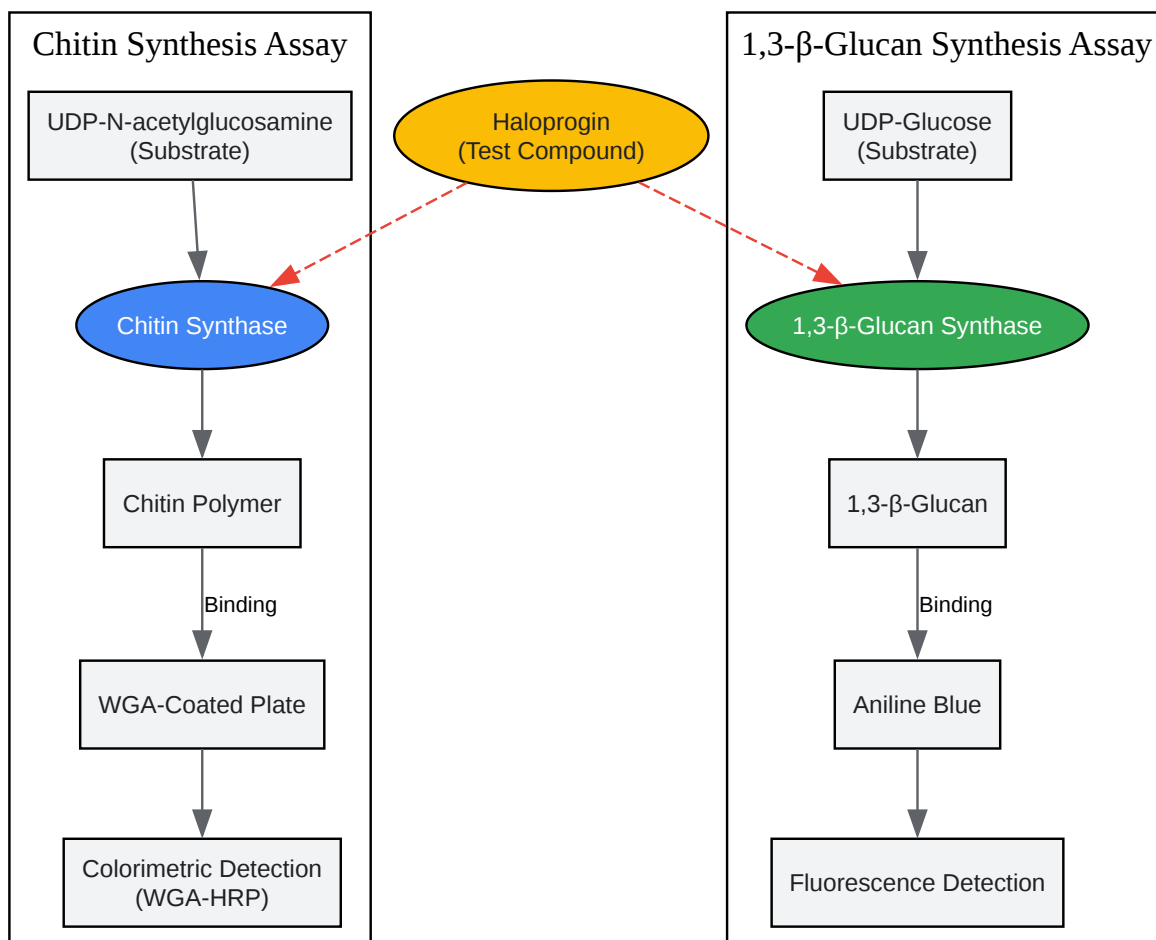 Chitin Synthesis Assay
UDP-N-acetylglucosamine
(Substrate)
Chitin Synthase
Chitin Polymer
Binding
WGA-Coated Plate
Colorimetric Detection
(WGA-HRP)
Haloprogin
(Test Compound)
1,3-β-Glucan Synthesis Assay
UDP-Glucose
(Substrate)
1,3-β-Glucan Synthase
1,3-β-Glucan
Binding
Aniline Blue
Fluorescence Detection